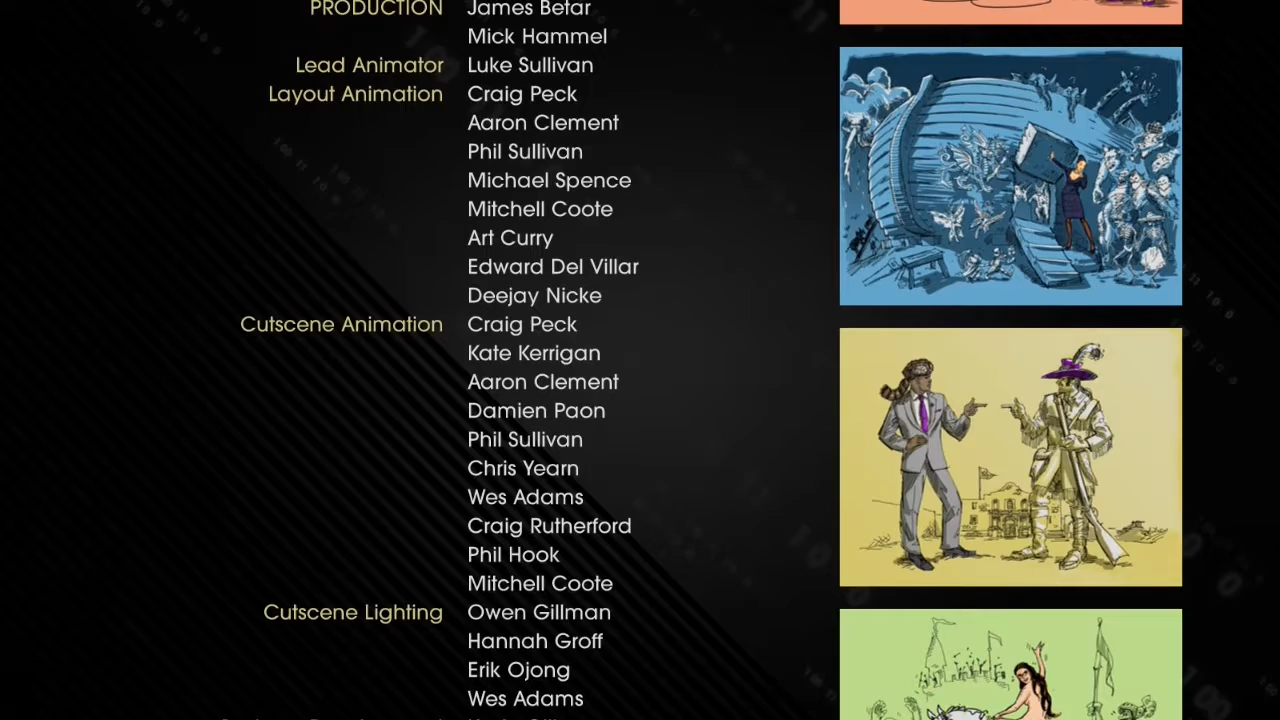 PRODUCTION James Befar
Mick Hammel
Lead Animator Luke Sullivan
Layout Animation Craig Peck
Aaron Clement
Phil Sullivan
Michael Spence
Mitchell Coote
Art Curry
Edward Del Villar
Deejay Nicke
Cutscene Animation Craig Peck
Kate Kerrigan
Aaron Clement
Damien Paon
Phil Sullivan
Chris Yearn
Wes Adams
Craig Rutherford
Phil Hook
Mitchell Coote
Cutscene Lighting Owen Gillman
Hannah Groff
Erik Ojong
Wes Adams